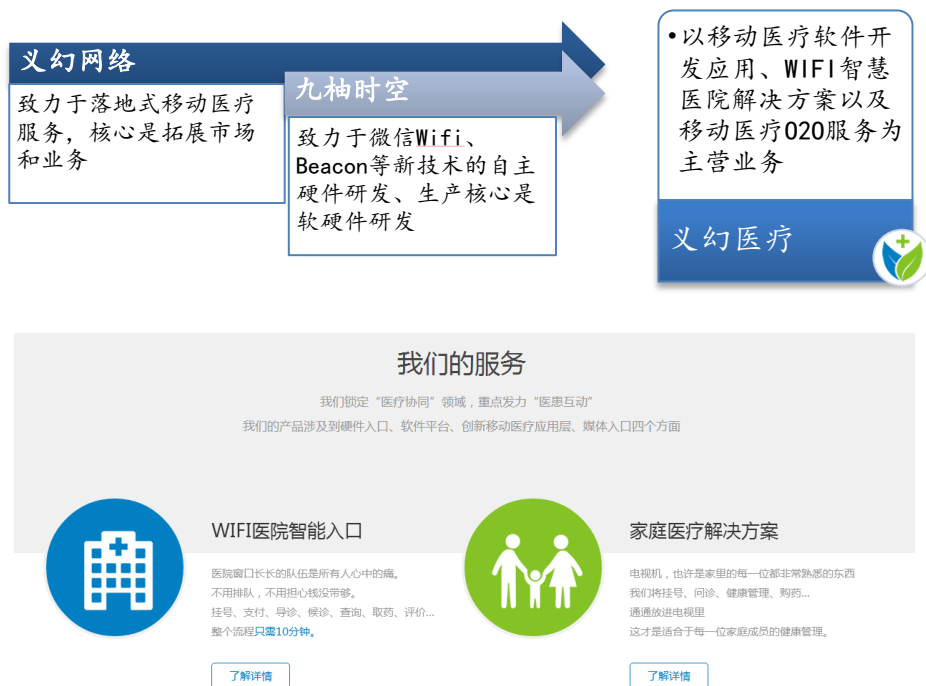 义幻网络
致力于落地式移动医疗
服务，核心是拓展市场
和业务
九柚时空
致力于微信Wifi、
Beacon等新技术的自主
硬件研发、生产核心是
软硬件研发
•以移动医疗软件开
发应用、WIFI智慧
医院解决方案以及
移动医疗O2O服务为
主营业务
义幻医疗
我们的服务
我们锁定“医疗协同”领域，重点发力“医患互动”
我们的产品涉及到硬件入口、软件平台、创新移动医疗应用层、媒体入口四个方面
WIFI医院智能入口
医院窗口长长的队伍是所有人心中的痛。
不用排队，不用担心钱没带够。
挂号、支付、导诊、候诊、查询、取药、评价...
整个流程只需10分钟。
了解详情
家庭医疗解决方案
电视机，也许是家里的每一位都非常熟悉的东西
我们将挂号、问诊、健康管理、购药...
通通放进电视里
这才是适合于每一位家庭成员的健康管理。
了解详情